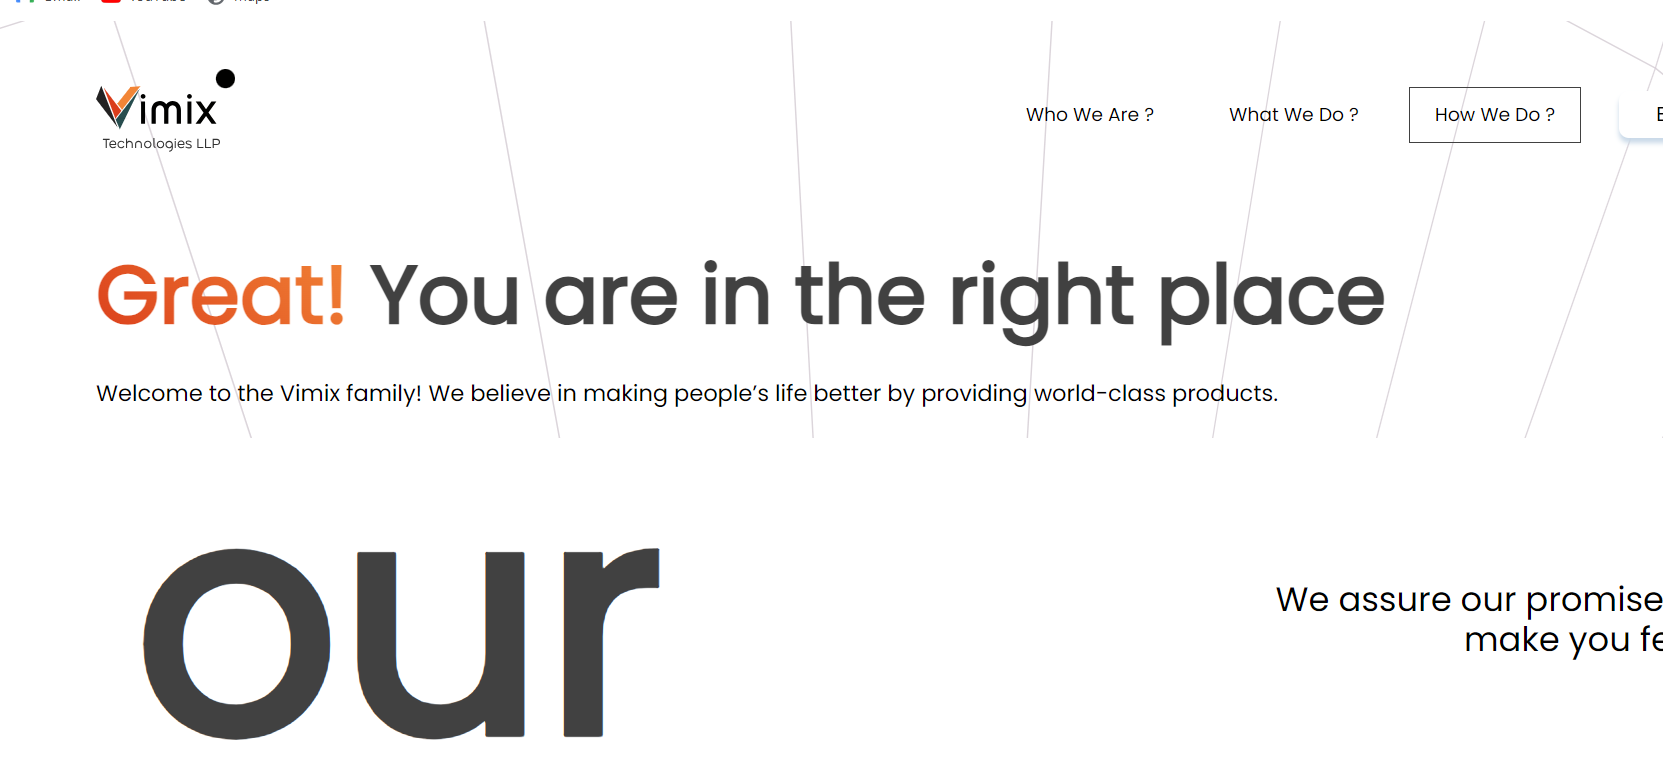 Vimix
Technologies LLP
Who We Are ?
What We Do ?
How We Do ?
Great! You are in the right place
Welcome to the Vimix family! We believe in making people’s life better by providing world-class products.
our
We assure our promise
make you